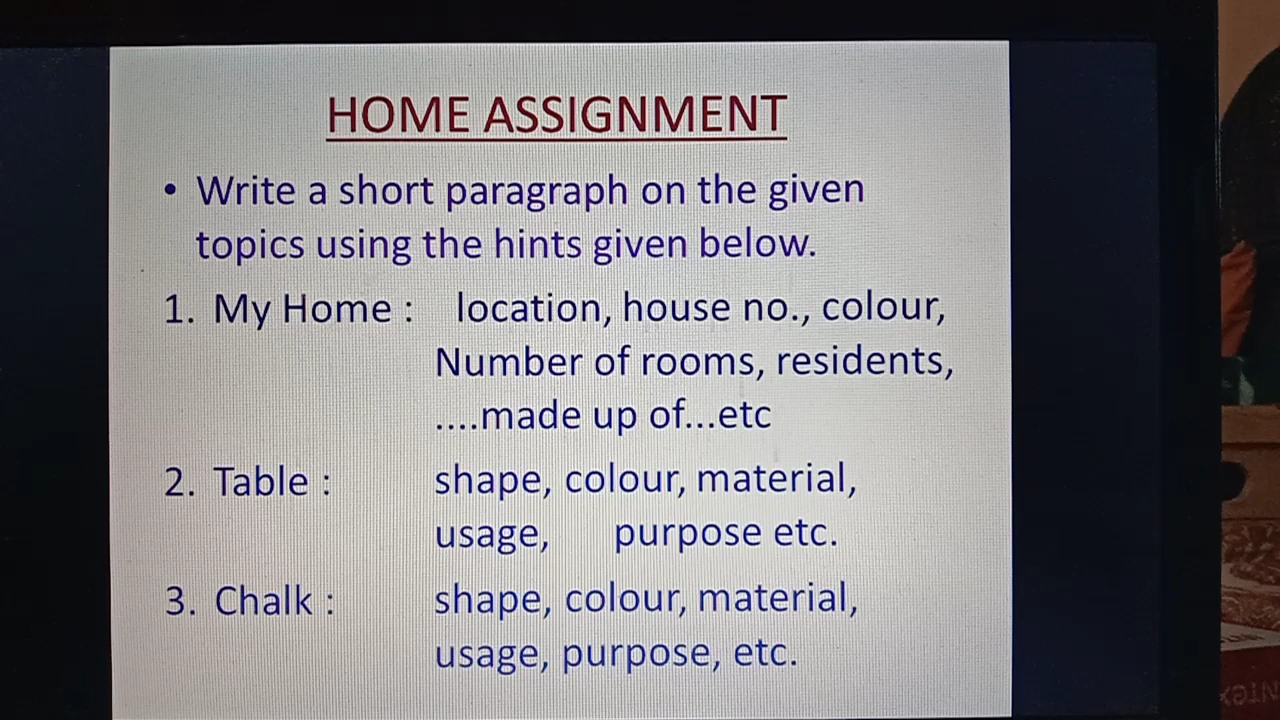 HOME ASSIGNMENT
• Write a short paragraph on the given
topics using the hints given below.
1. My Home : location, house no., colour,
Number of rooms, residents,
....made up of...etc
2. Table : shape, colour, material,
usage, purpose etc.
3. Chalk : shape, colour, material,
usage, purpose, etc.